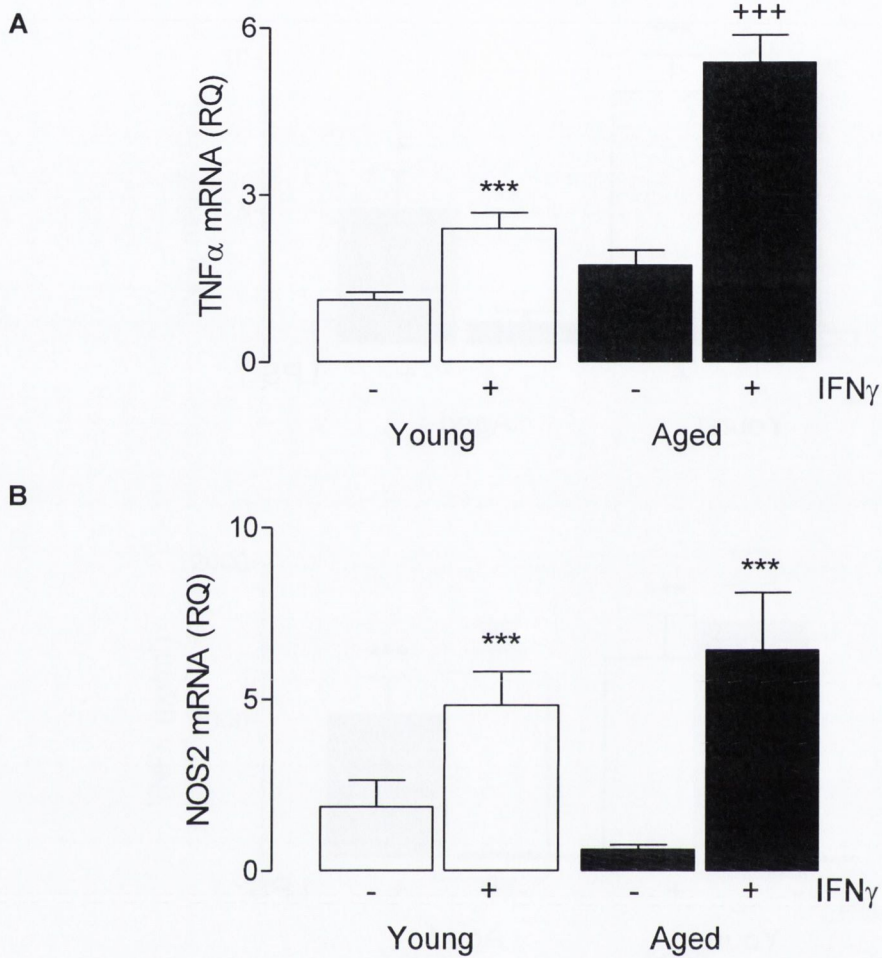 A
TNFα mRNA (RQ)
6
3
0
***
+++
- + - + IFNγ
Young Aged
B
NOS2 mRNA (RQ)
10
5
0
***
***
- + - + IFNγ
Young Aged